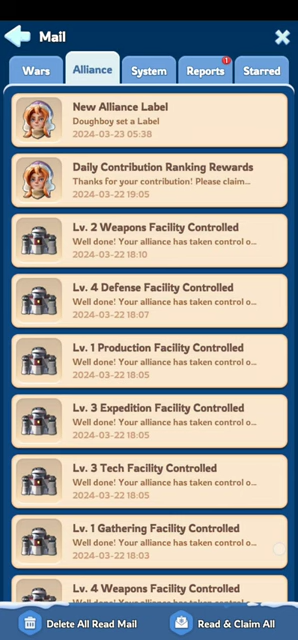 Mail
Wars
Alliance
System
Reports
1
Starred
New Alliance Label
Doughboy set a Label
2024-03-23 05:38
Daily Contribution Ranking Rewards
Thanks for your contribution! Please claim...
2024-03-22 19:05
Lv. 2 Weapons Facility Controlled
Well done! Your alliance has taken control o...
2024-03-22 18:10
Lv. 4 Defense Facility Controlled
Well done! Your alliance has taken control o...
2024-03-22 18:07
Lv. 1 Production Facility Controlled
Well done! Your alliance has taken control o...
2024-03-22 18:05
Lv. 3 Expedition Facility Controlled
Well done! Your alliance has taken control o...
2024-03-22 18:05
Lv. 3 Tech Facility Controlled
Well done! Your alliance has taken control o...
2024-03-22 18:05
Lv. 1 Gathering Facility Controlled
Well done! Your alliance has taken control o...
2024-03-22 18:03
Lv. 4 Weapons Facility Controlled
Well done! Your alliance has taken control o...
Delete All Read Mail
Read & Claim All